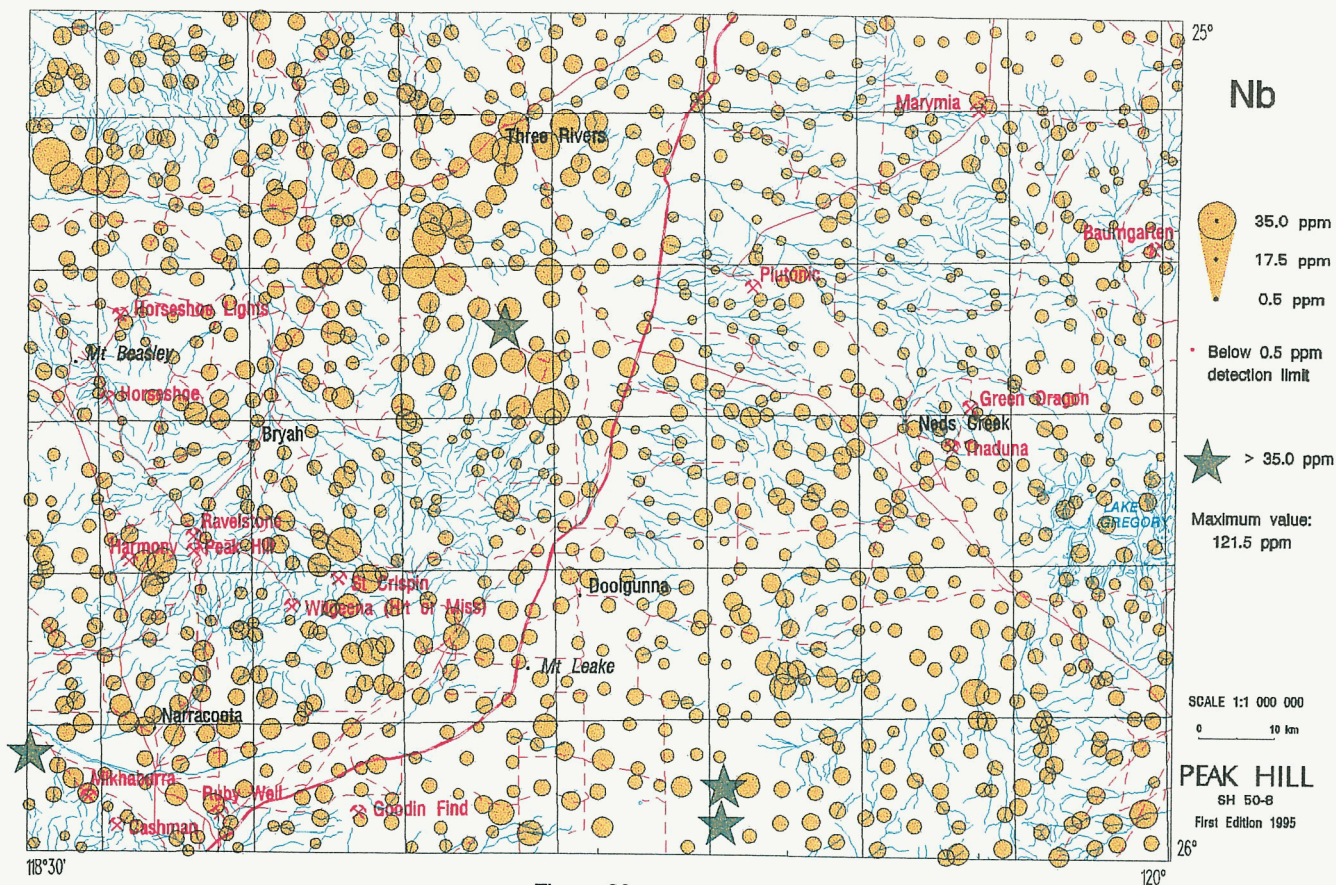 25°
Nb
Marymia
Three Rivers
35.0 ppm
Baumgarten
17.5 ppm
Plutonic
0.5 ppm
Horseshoe Lights
Mt Beasley
Below 0.5 ppm
detection limit
Horseshoe
Green Dragon
Neds Creek
Bryah
Thaduna
> 35.0 ppm
LAKE
GREGORY
Ravelstone
Maximum value:
121.5 ppm
Harmony
Peak Hill
St Crispin
Doolgunna
Wilgeena (Hit or Miss)
Mt Leake
SCALE 1:1 000 000
Narracoota
0 10 km
Mikhaburra
PEAK HILL
SH 50-8
Ruby Well
Goodin Find
First Edition 1995
Cashman
26°
118°30'
120°